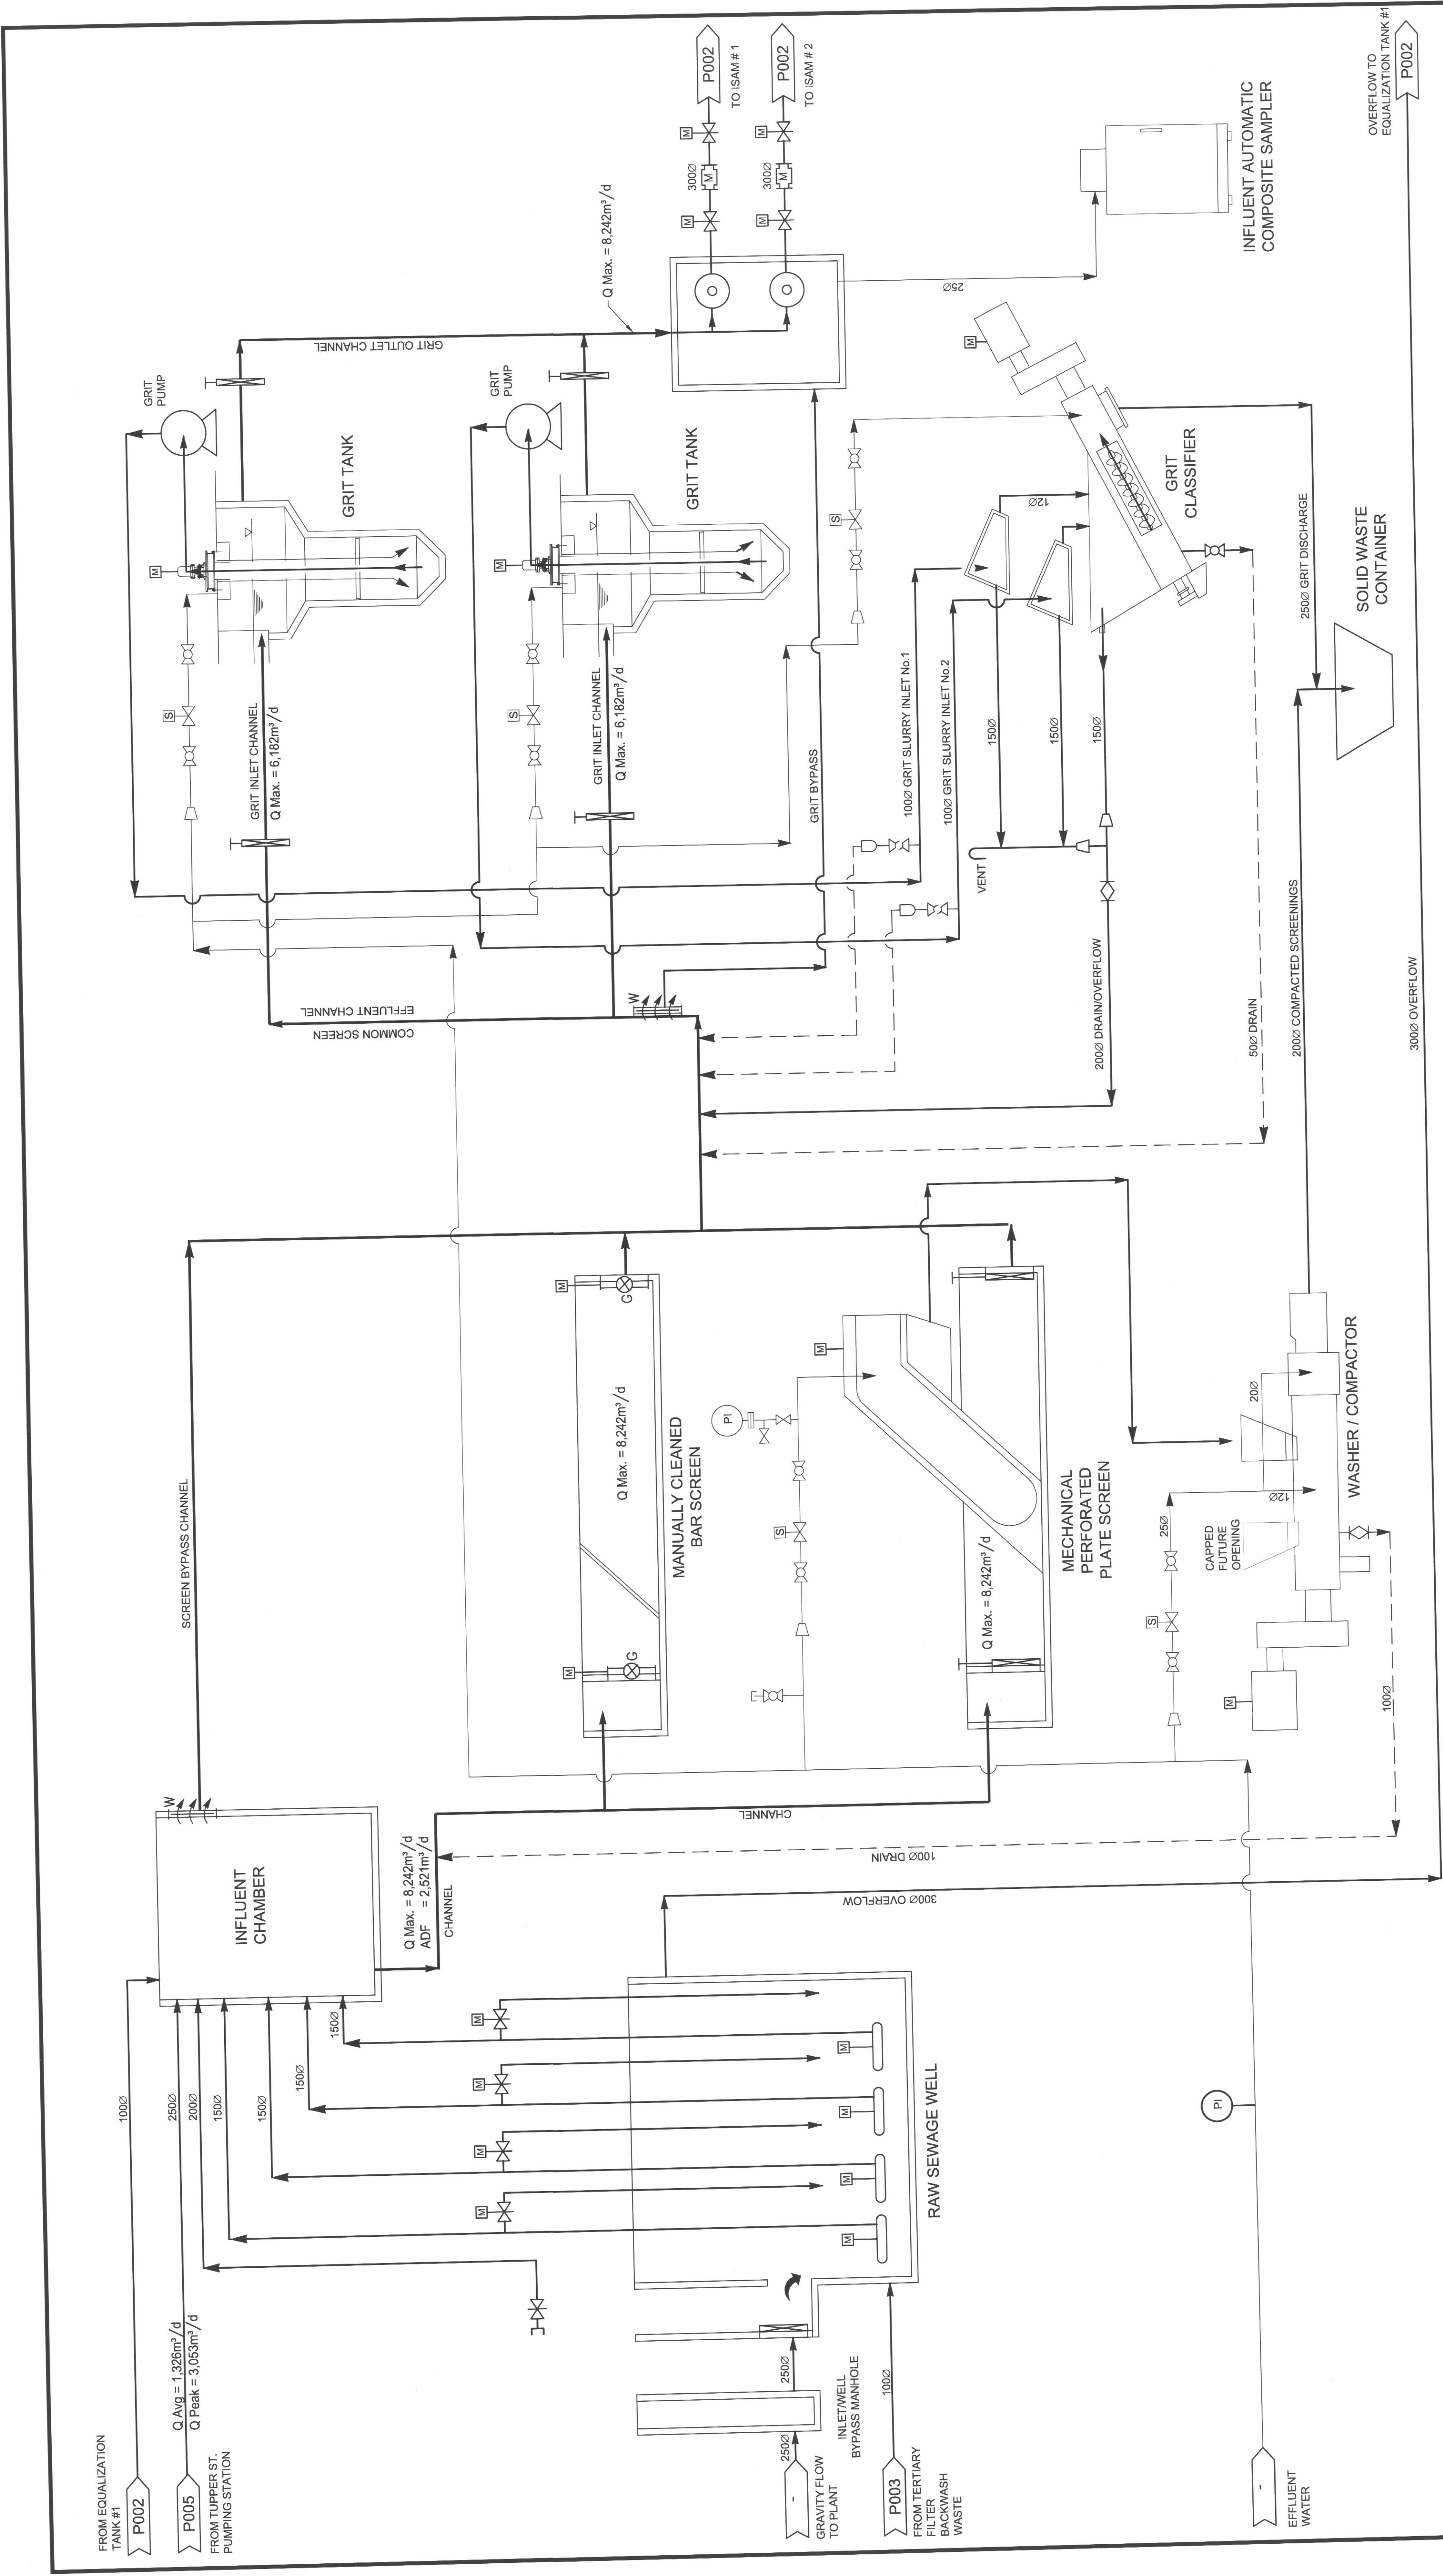 FROM EQUALIZATION
TANK #1
P002
100Ø
P005
FROM TUPPER ST.
PUMPING STATION
Q Avg = 1,326m³/d
Q Peak = 3,053m³/d
250Ø
200Ø
150Ø
150Ø
150Ø
150Ø
INFLUENT
CHAMBER
W
SCREEN BYPASS CHANNEL
Q Max. = 8,242m³/d
ADF = 2,521m³/d
CHANNEL
CHANNEL
100Ø DRAIN
M
M
M
M
M
M
M
M
RAW SEWAGE WELL
300Ø OVERFLOW
250Ø
GRAVITY FLOW
TO PLANT
-
250Ø
INLET/WELL
BYPASS MANHOLE
P003
100Ø
FROM TERTIARY
FILTER
BACKWASH
WASTE
-
EFFLUENT
WATER
PI
M
G
M
G
Q Max. = 8,242m³/d
MANUALLY CLEANED
BAR SCREEN
PI
S
M
Q Max. = 8,242m³/d
MECHANICAL
PERFORATED
PLATE SCREEN
S
25Ø
12Ø
20Ø
CAPPED
FUTURE
OPENING
M
WASHER / COMPACTOR
100Ø
200Ø COMPACTED SCREENINGS
COMMON SCREEN
EFFLUENT CHANNEL
W
GRIT BYPASS
GRIT INLET CHANNEL
Q Max. = 6,182m³/d
S
M
GRIT
PUMP
GRIT TANK
GRIT INLET CHANNEL
Q Max. = 6,182m³/d
S
M
GRIT
PUMP
GRIT TANK
GRIT OUTLET CHANNEL
Q Max. = 8,242m³/d
M
300Ø
M
M
P002
TO ISAM # 1
M
300Ø
M
M
P002
TO ISAM # 2
25Ø
INFLUENT AUTOMATIC
COMPOSITE SAMPLER
100Ø GRIT SLURRY INLET No.1
100Ø GRIT SLURRY INLET No.2
S
M
12Ø
150Ø
150Ø
150Ø
VENT
GRIT
CLASSIFIER
200Ø DRAIN/OVERFLOW
50Ø DRAIN
250Ø GRIT DISCHARGE
SOLID WASTE
CONTAINER
300Ø OVERFLOW
OVERFLOW TO
EQUALIZATION TANK #1
P002